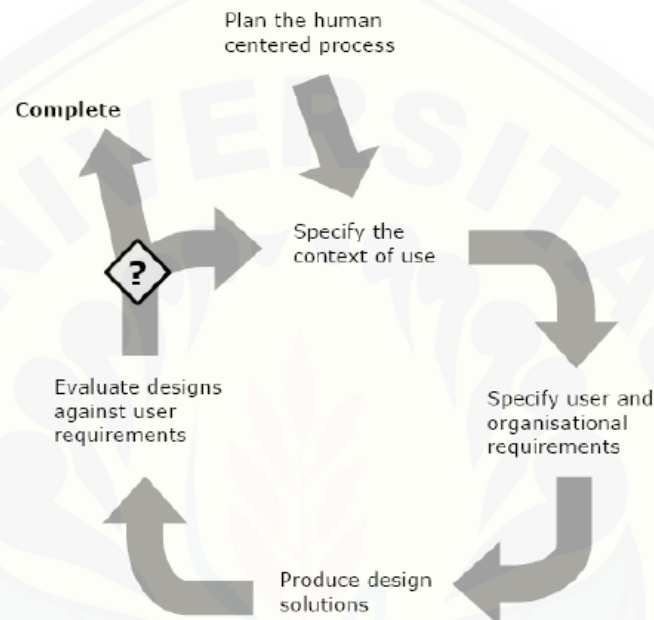 Plan the human
centered process
Complete
Specify the
context of use
?
Evaluate designs
against user
requirements
Specify user and
organisational
requirements
Produce design
solutions
UNIVERSITA